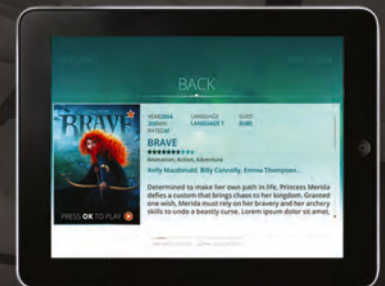 BACK
BRAVE
PRESS OK TO PLAY
YEAR2004 LANGUAGE SUBS
200MIN LANGUAGE 1 SUBS
BRAVE
Animation, Action, Adventure
Kelly Macdonald, Billy Connolly, Emma Thompson...
Determined to make her own path in life, Princess Merida
defies a custom that brings chaos to her kingdom. Granted
one wish, Merida must rely on her bravery and her archery
skills to undo a beastly curse. Lorem ipsum dolor sit amet,